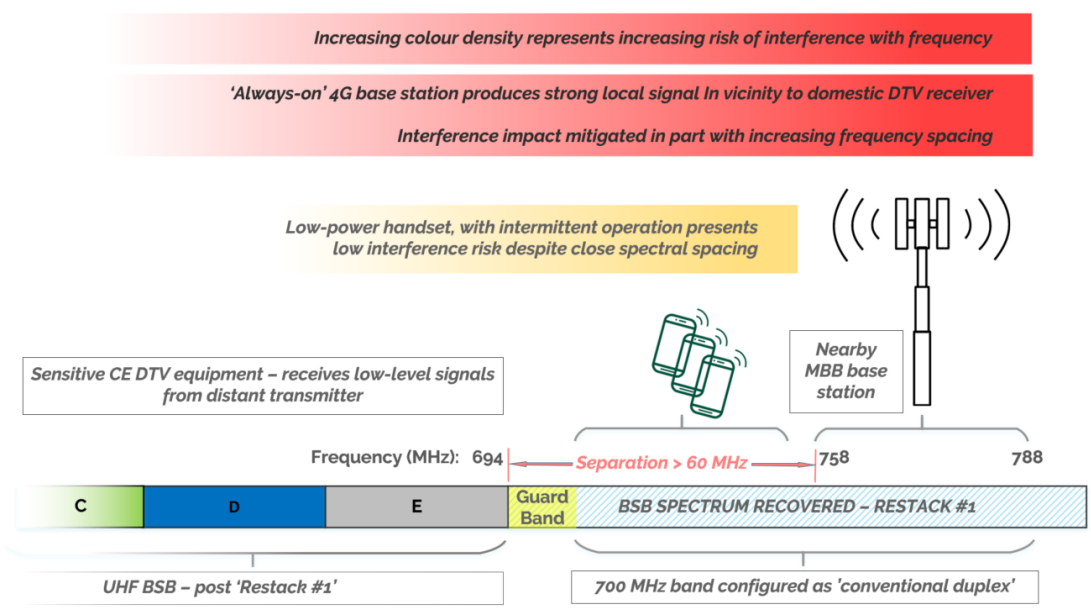 Increasing colour density represents increasing risk of interference with frequency
‘Always-on’ 4G base station produces strong local signal In vicinity to domestic DTV receiver
Interference impact mitigated in part with increasing frequency spacing
Low-power handset, with intermittent operation presents
low interference risk despite close spectral spacing
Sensitive CE DTV equipment – receives low-level signals
from distant transmitter
Nearby
MBB base
station
Frequency (MHz): 694
Separation > 60 MHz
758
788
C
D
E
Guard
Band
BSB SPECTRUM RECOVERED – RESTACK #1
UHF BSB – post ‘Restack #1’
700 MHz band configured as ’conventional duplex’